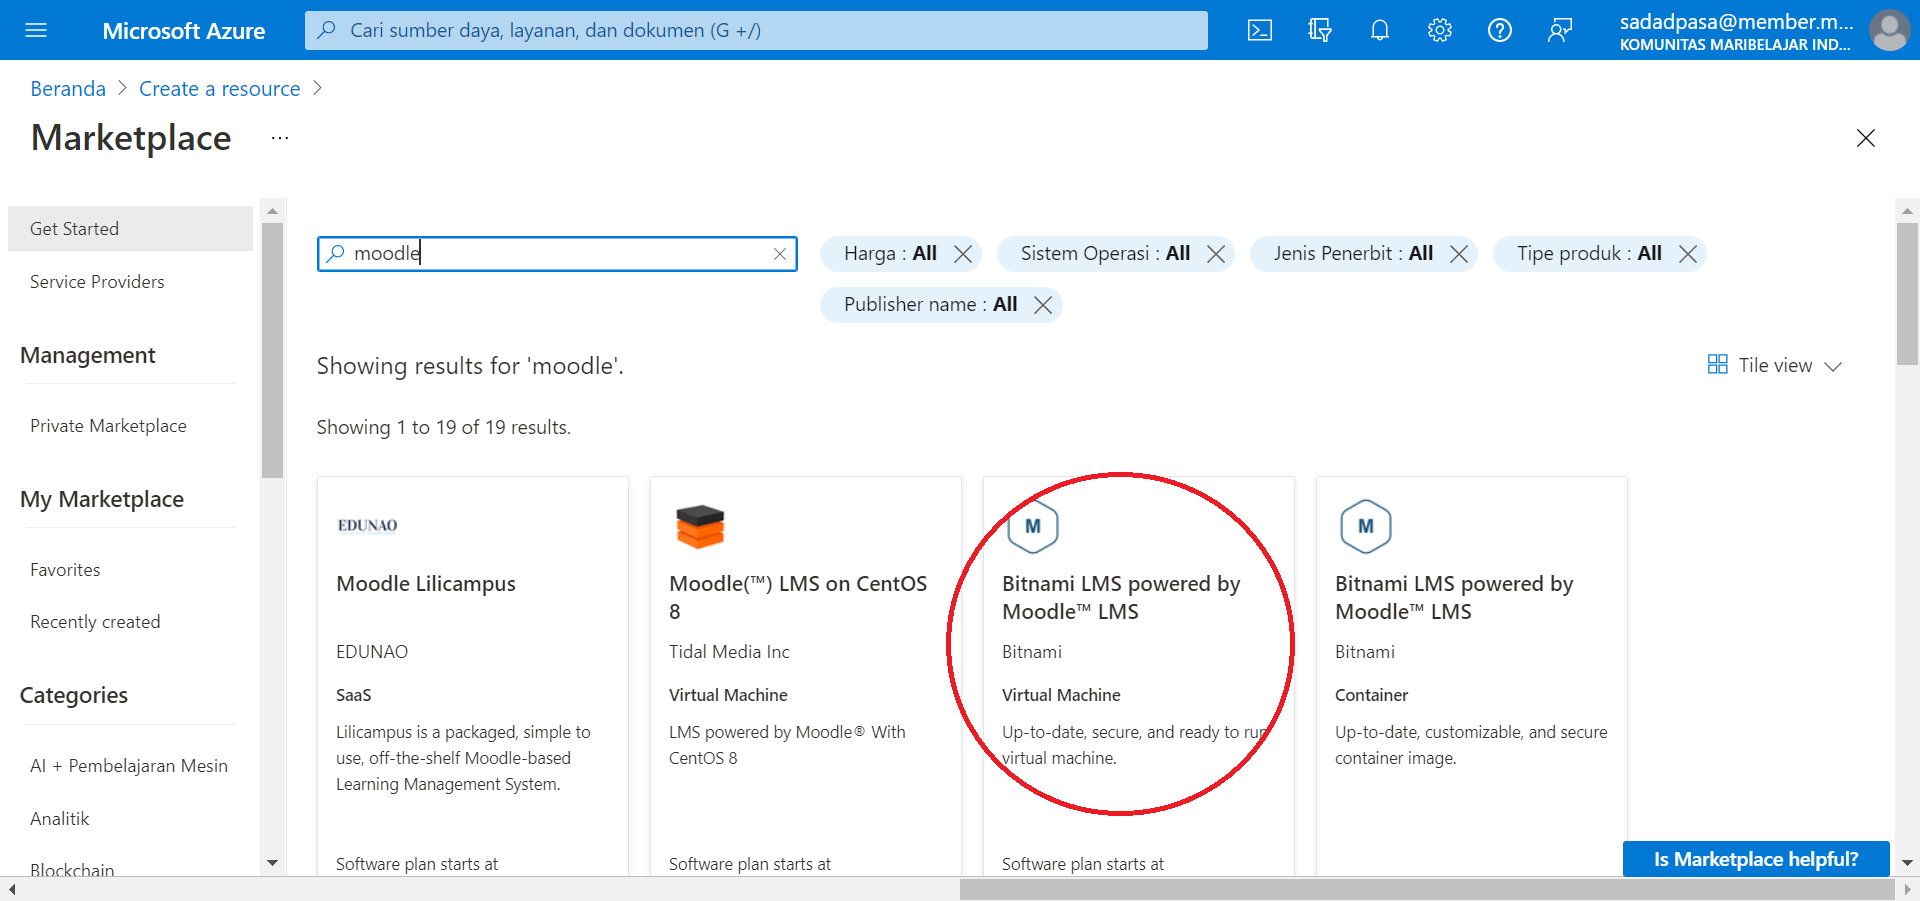 Microsoft Azure
Cari sumber daya, layanan, dan dokumen (G +/)
sadadpasa@member.m...
KOMUNITAS MARIBELAJAR IND...
Beranda
Create a resource
Marketplace
...
Get Started
Service Providers
Management
Private Marketplace
My Marketplace
Favorites
Recently created
Categories
AI + Pembelajaran Mesin
Analitik
Blockchain
moodle
Harga : All
Sistem Operasi : All
Jenis Penerbit : All
Tipe produk : All
Publisher name : All
Showing results for 'moodle'.
Tile view
Showing 1 to 19 of 19 results.
EDUNAO
Moodle Lilicampus
EDUNAO
SaaS
Lilicampus is a packaged, simple to
use, off-the-shelf Moodle-based
Learning Management System.
Software plan starts at
Moodle(™) LMS on CentOS
8
Tidal Media Inc
Virtual Machine
LMS powered by Moodle® With
CentOS 8
Software plan starts at
M
Bitnami LMS powered by
Moodle™ LMS
Bitnami
Virtual Machine
Up-to-date, secure, and ready to run
virtual machine.
Software plan starts at
M
Bitnami LMS powered by
Moodle™ LMS
Bitnami
Container
Up-to-date, customizable, and secure
container image.
Is Marketplace helpful?